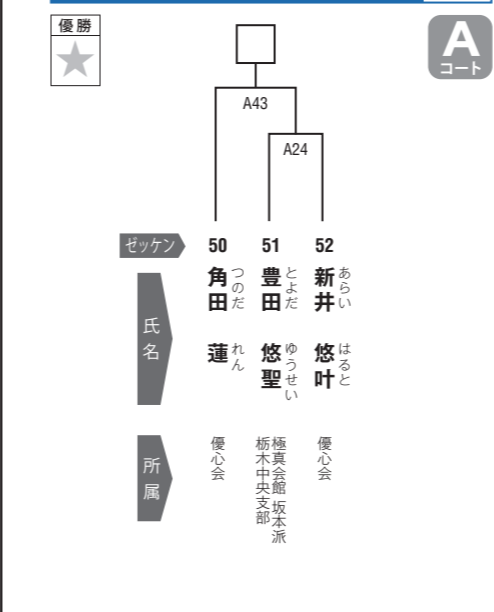 優勝
A
コート
A43
A24
ゼッケン
50
51
52
氏名
角田 蓮
つのだ れん
豊田 悠聖
とよだ ゆうせい
新井 悠叶
あらい はると
所属
優心会
極真会館 坂本派
栃木中央支部
優心会